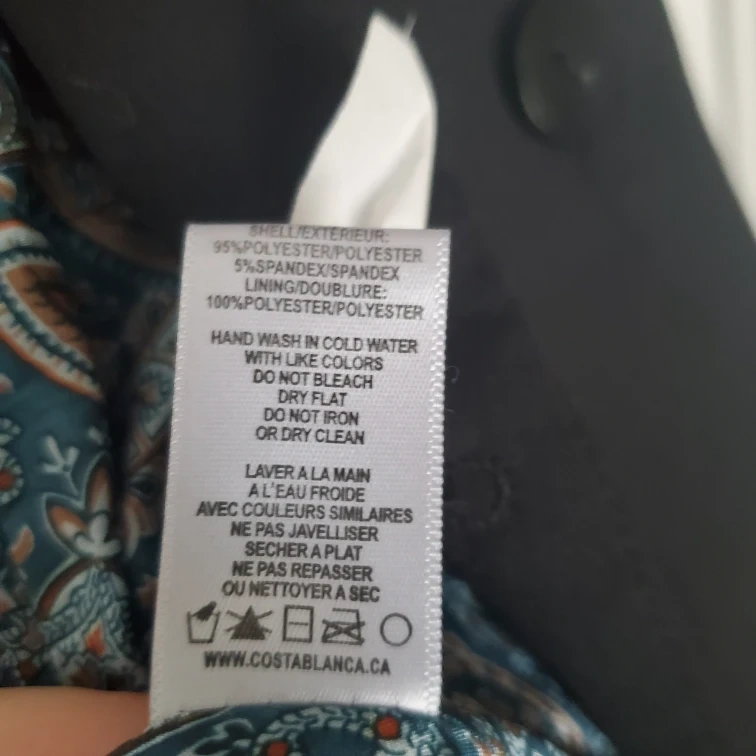 SHELL/EXTERIEUR:
95%POLYESTER/POLYESTER
5%SPANDEX/SPANDEX
LINING/DOUBLURE:
100%POLYESTER/POLYESTER
HAND WASH IN COLD WATER
WITH LIKE COLORS
DO NOT BLEACH
DRY FLAT
DO NOT IRON
OR DRY CLEAN
LAVER A LA MAIN
A L'EAU FROIDE
AVEC COULEURS SIMILAIRES
NE PAS JAVELLISER
SECHER A PLAT
NE PAS REPASSER
OU NETTOYER A SEC
WWW.COSTABLANCA.CA